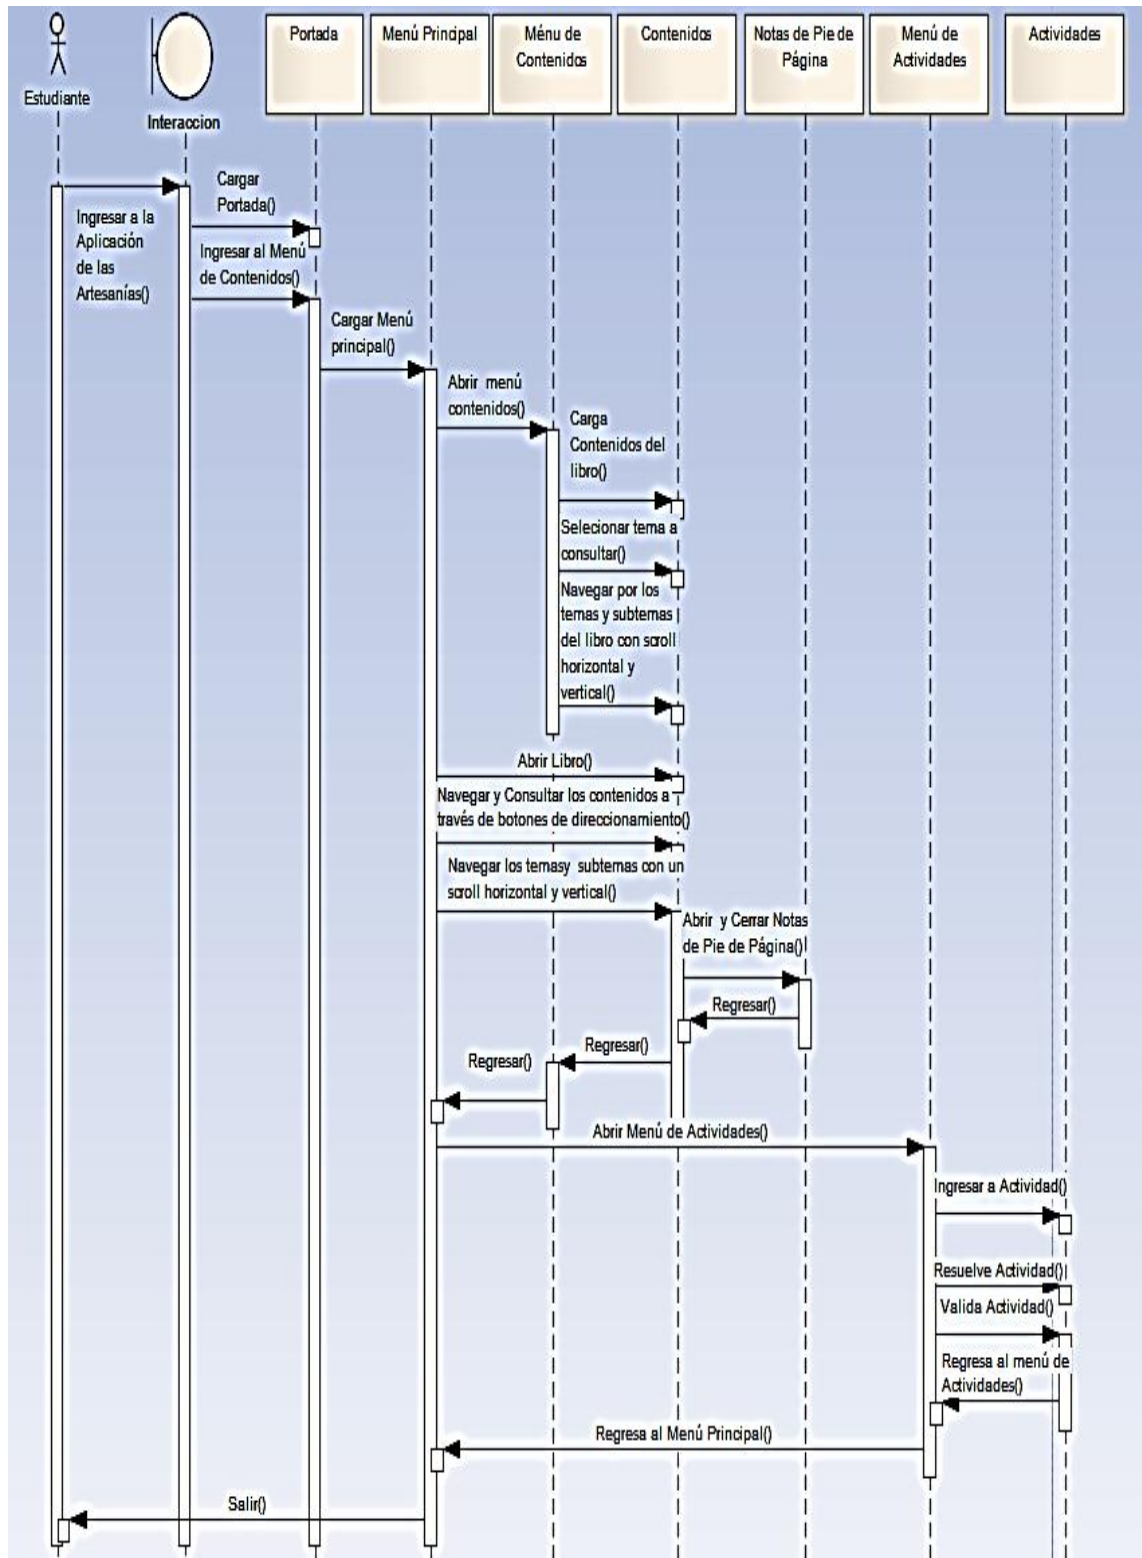 Estudiante
Interaccion
Portada
Menú Principal
Ménu de
Contenidos
Contenidos
Notas de Pie de
Página
Menú de
Actividades
Actividades
Ingresar a la
Aplicación
de las
Artesanías()
Cargar
Portada()
Ingresar al Menú
de Contenidos()
Cargar Menú
principal()
Abrir menú
contenidos()
Carga
Contenidos del
libro()
Selecionar tema a
consultar()
Navegar por los
temas y subtemas
del libro con scroll
horizontal y
vertical()
Abrir Libro()
Navegar y Consultar los contenidos a
través de botones de direccionamiento()
Navegar los temasy subtemas con un
scroll horizontal y vertical()
Abrir y Cerrar Notas
de Pie de Página()
Regresar()
Regresar()
Regresar()
Abrir Menú de Actividades()
Ingresar a Actividad()
Resuelve Actividad()
Valida Actividad()
Regresa al menú de
Actividades()
Regresa al Menú Principal()
Salir()